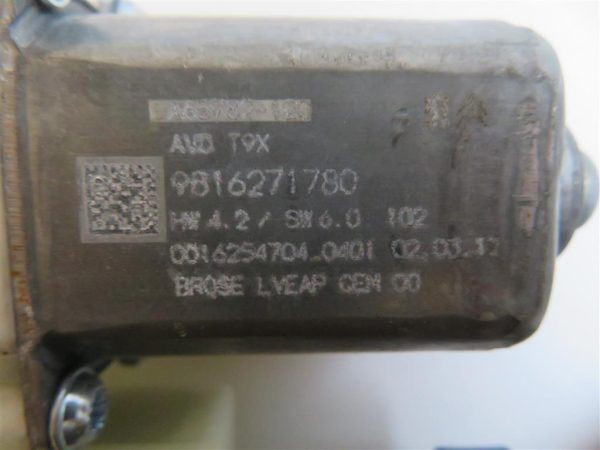 AVD T9X
9816271780
HW 4.2 / SW 6.0 102
0016254704.0401 02.03.17
BROSE LVEAP GEN 00